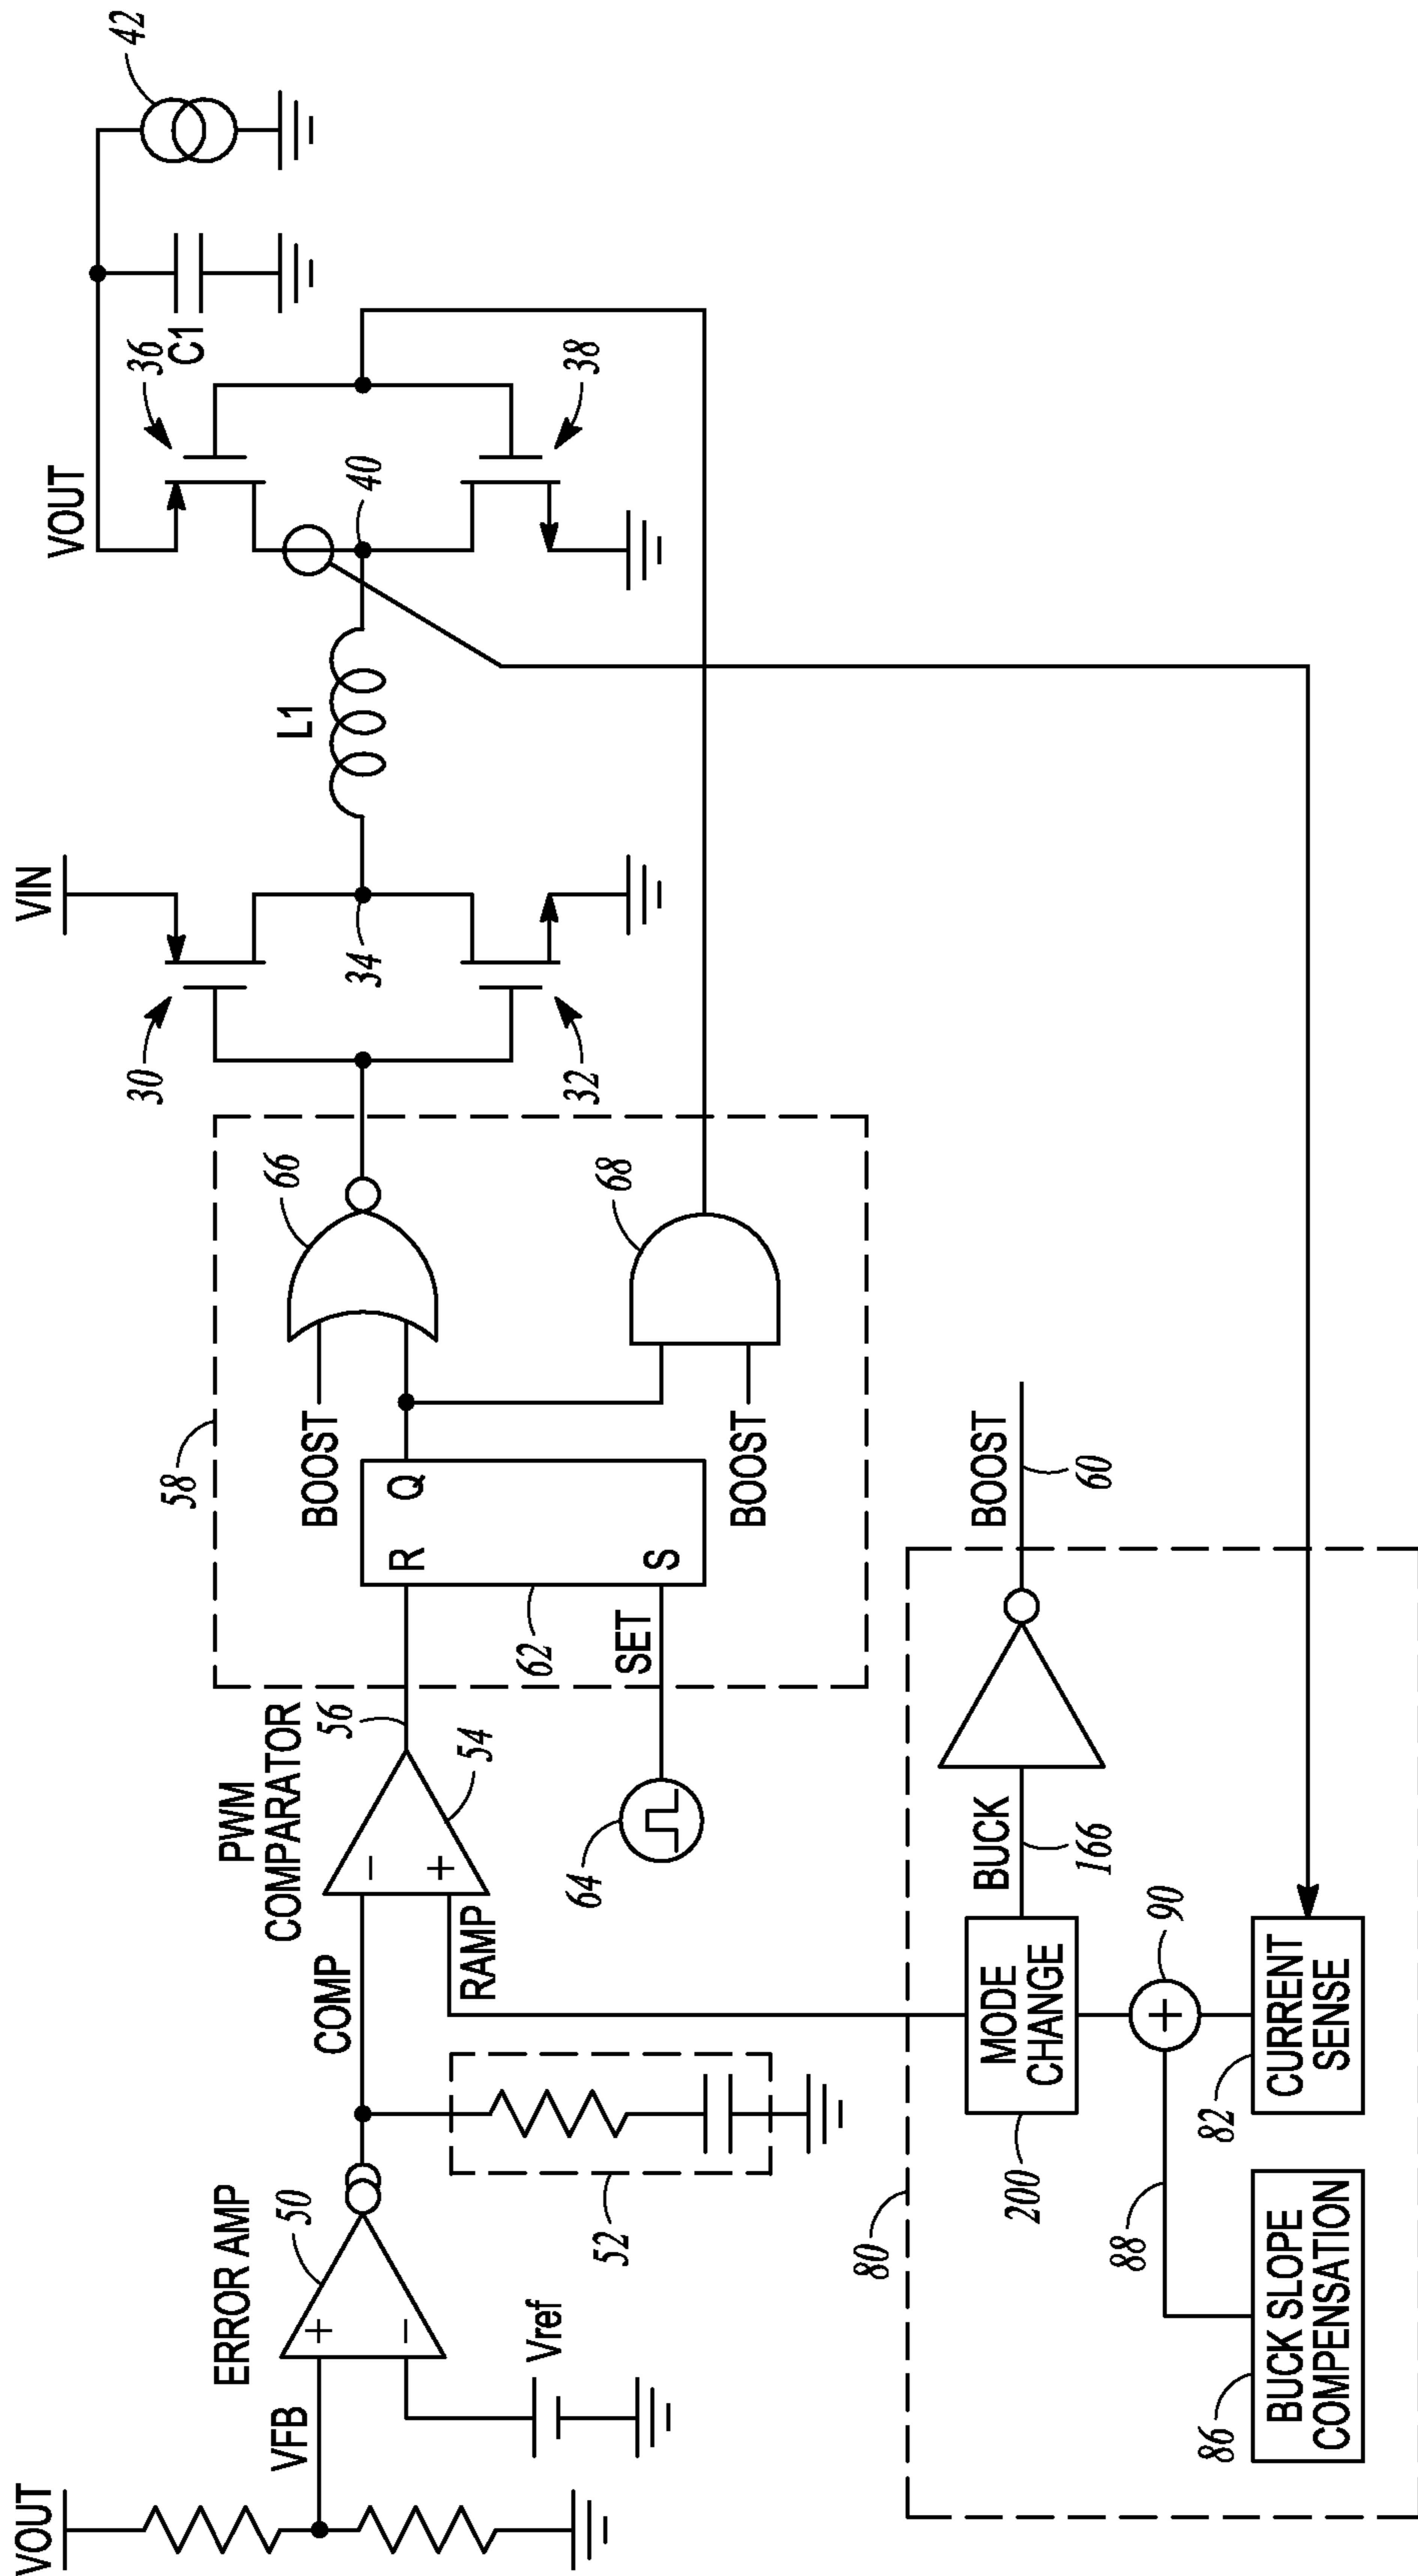 VOUT
VFB
ERROR AMP
50
Vref
52
COMP
PWM
COMPARATOR
54
RAMP
56
64
58
SET
62
R
S
Q
BOOST
BOOST
66
68
VIN
30
32
34
L1
VOUT
36
38
40
C1
42
80
86
BUCK SLOPE
COMPENSATION
88
90
82
CURRENT
SENSE
200
MODE
CHANGE
BUCK
166
BOOST
60